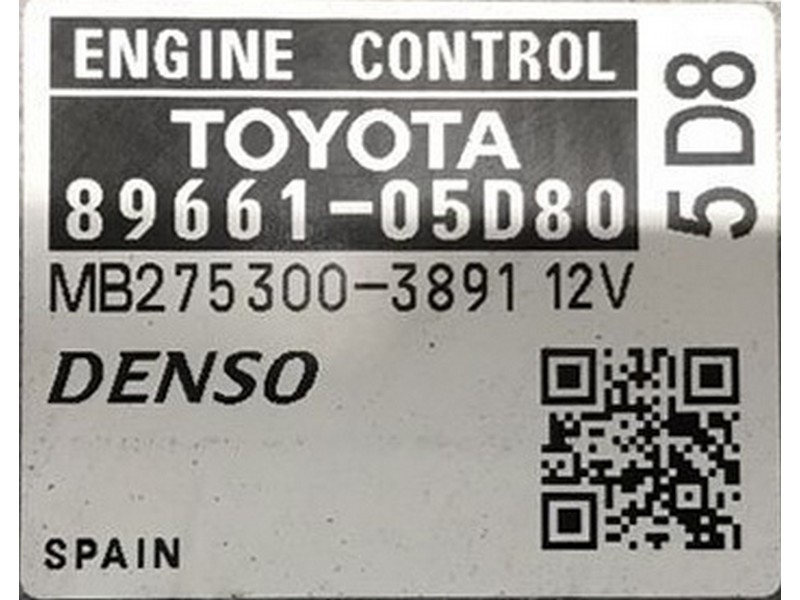 ENGINE CONTROL
TOYOTA
89661-05D80
5D8
MB275300-3891 12V
DENSO
SPAIN